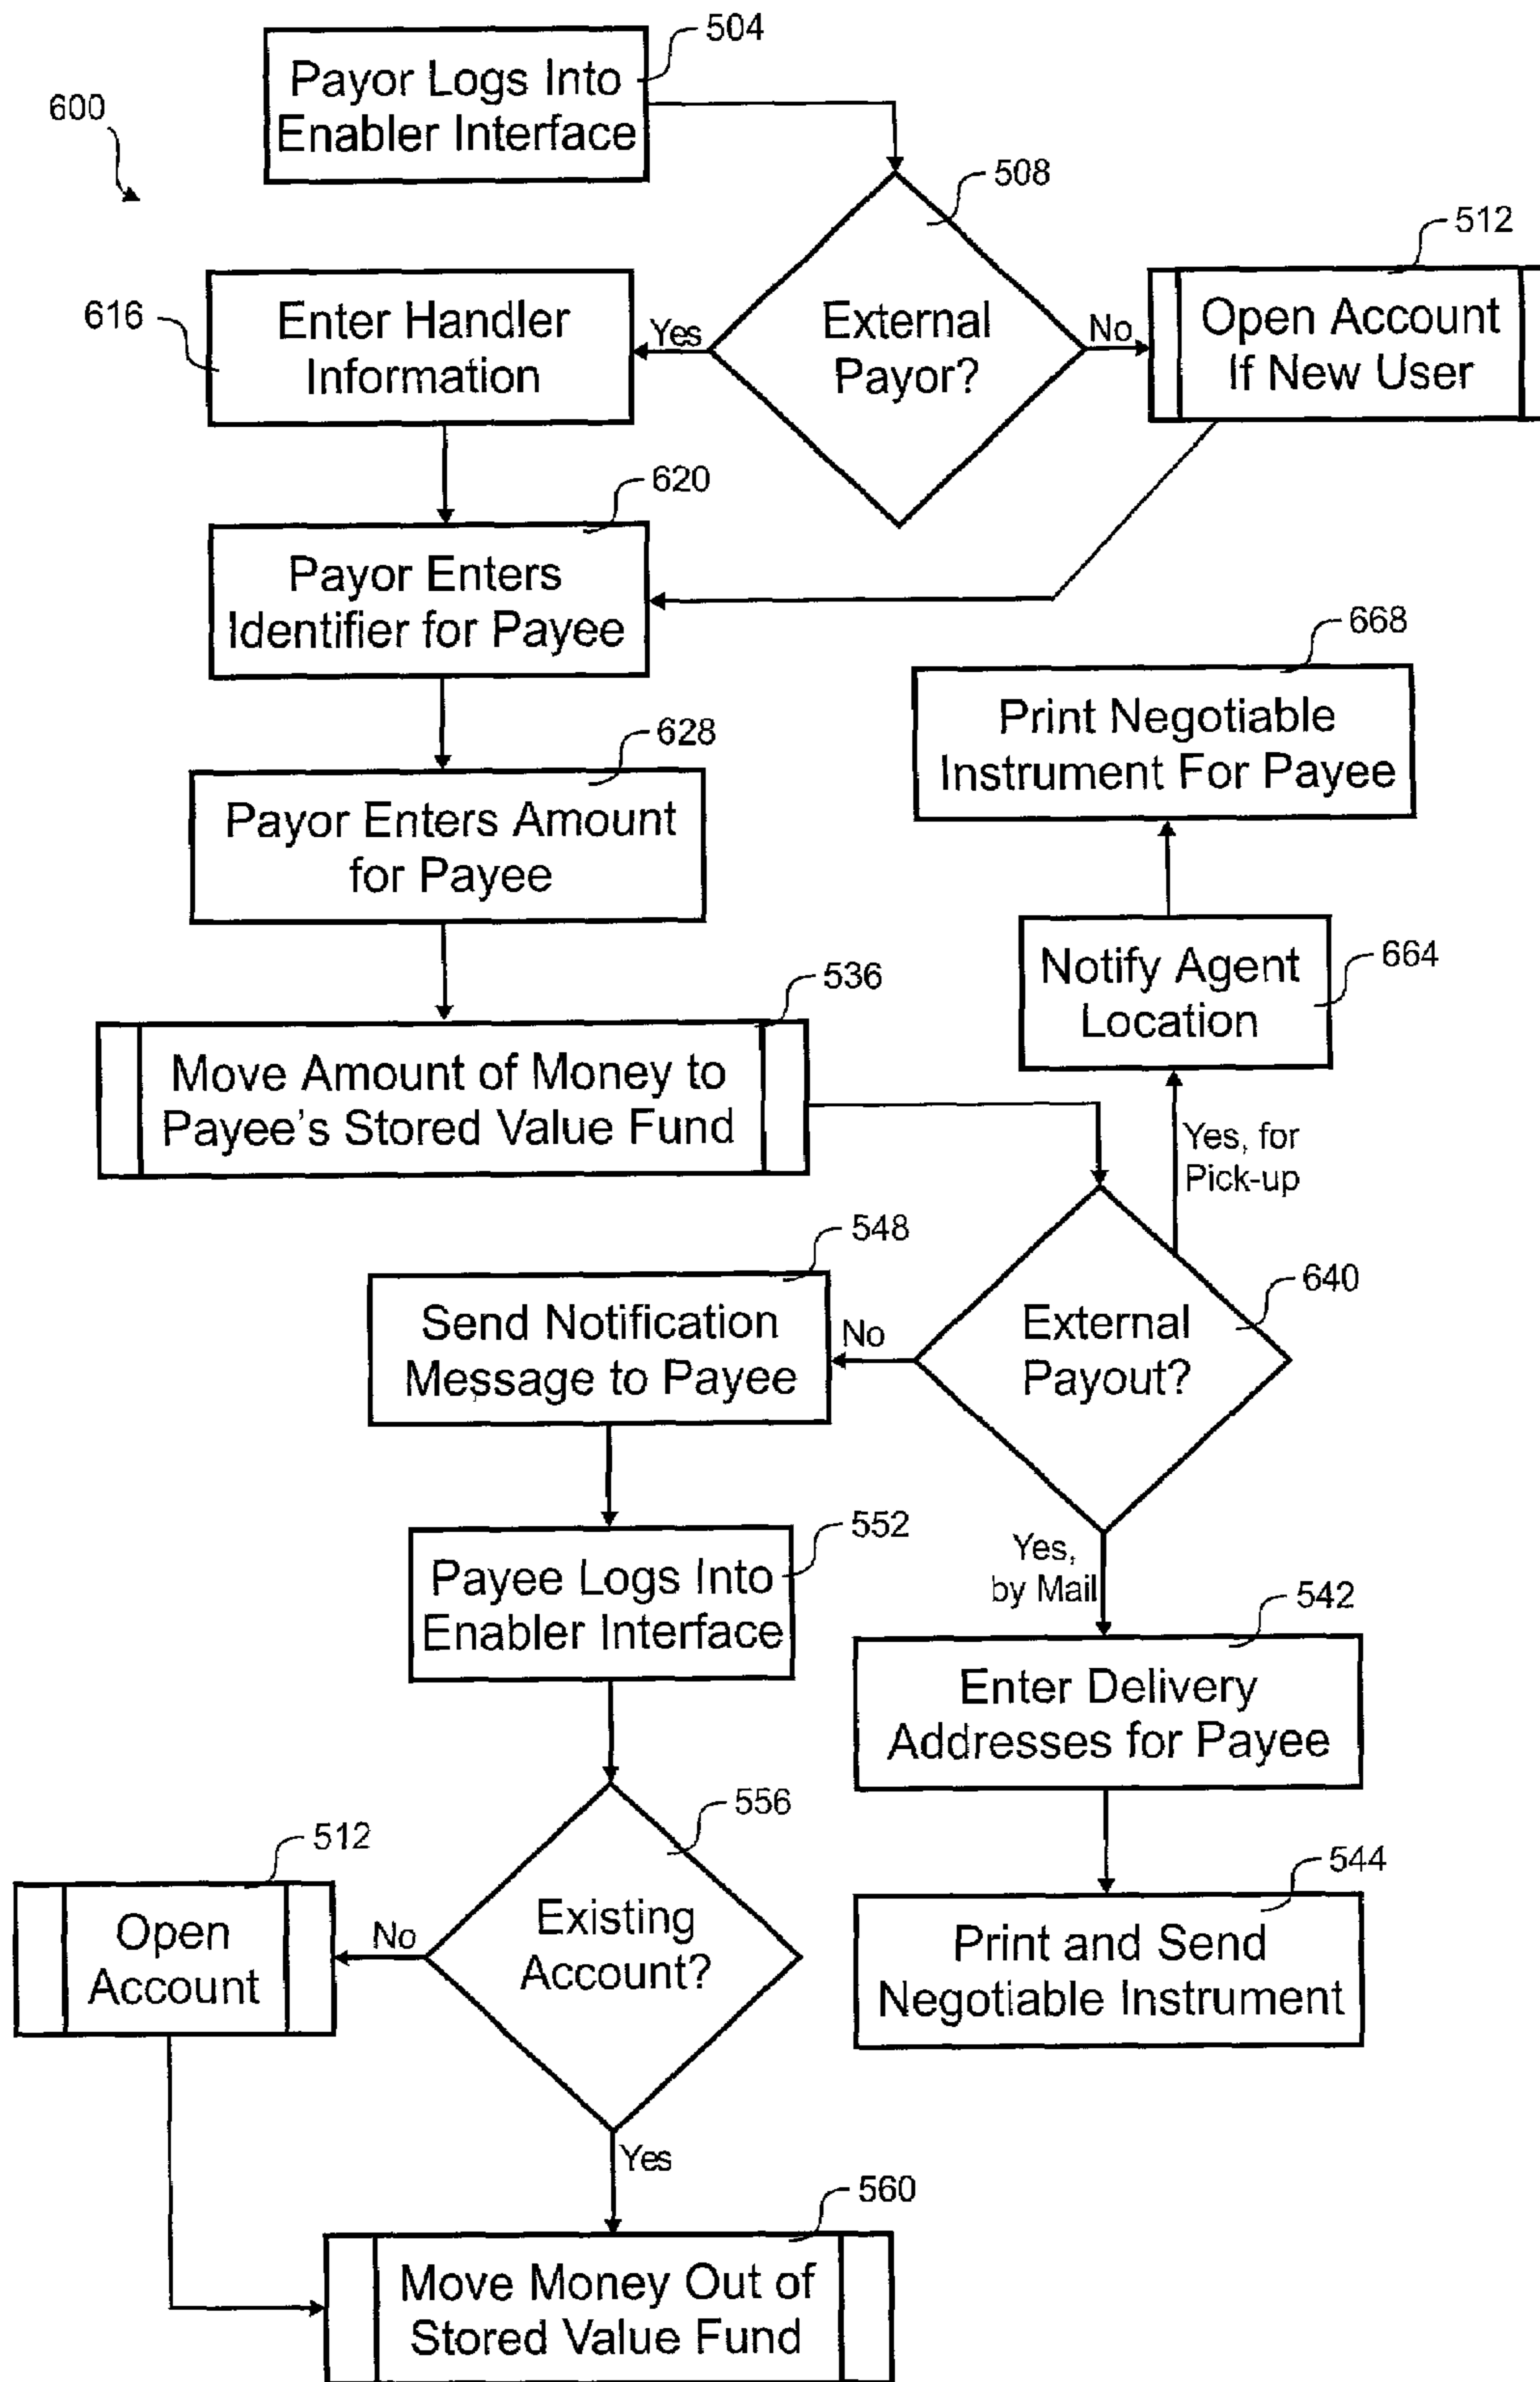 504
Payor Logs Into
Enabler Interface
600
508
External
Payor?
Yes
No
512
Open Account
If New User
616
Enter Handler
Information
620
Payor Enters
Identifier for Payee
668
Print Negotiable
Instrument For Payee
628
Payor Enters Amount
for Payee
664
Notify Agent
Location
536
Move Amount of Money to
Payee's Stored Value Fund
Yes, for
Pick-up
640
External
Payout?
No
548
Send Notification
Message to Payee
552
Payee Logs Into
Enabler Interface
Yes,
by Mail
542
Enter Delivery
Addresses for Payee
556
Existing
Account?
No
512
Open
Account
544
Print and Send
Negotiable Instrument
Yes
560
Move Money Out of
Stored Value Fund